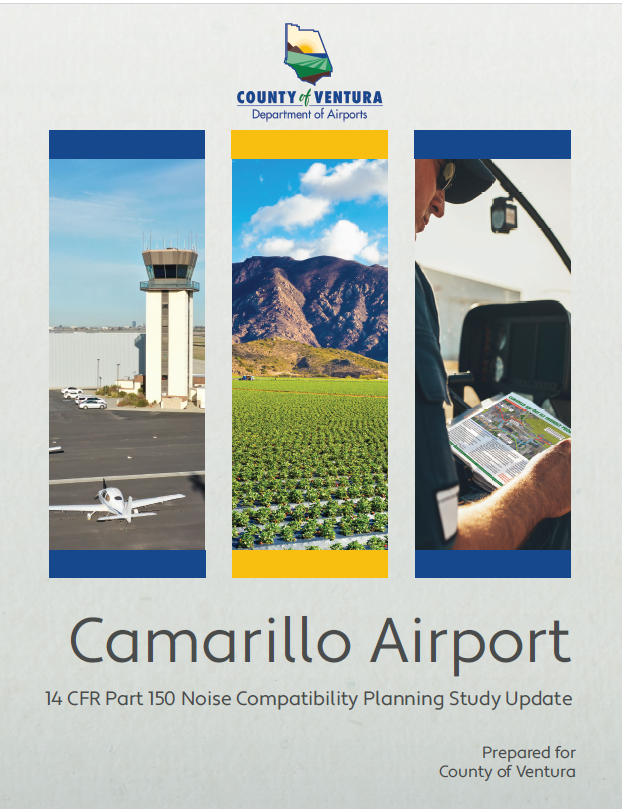 COUNTY of VENTURA
Department of Airports
Camarillo Airport
14 CFR Part 150 Noise Compatibility Planning Study Update
Prepared for
County of Ventura